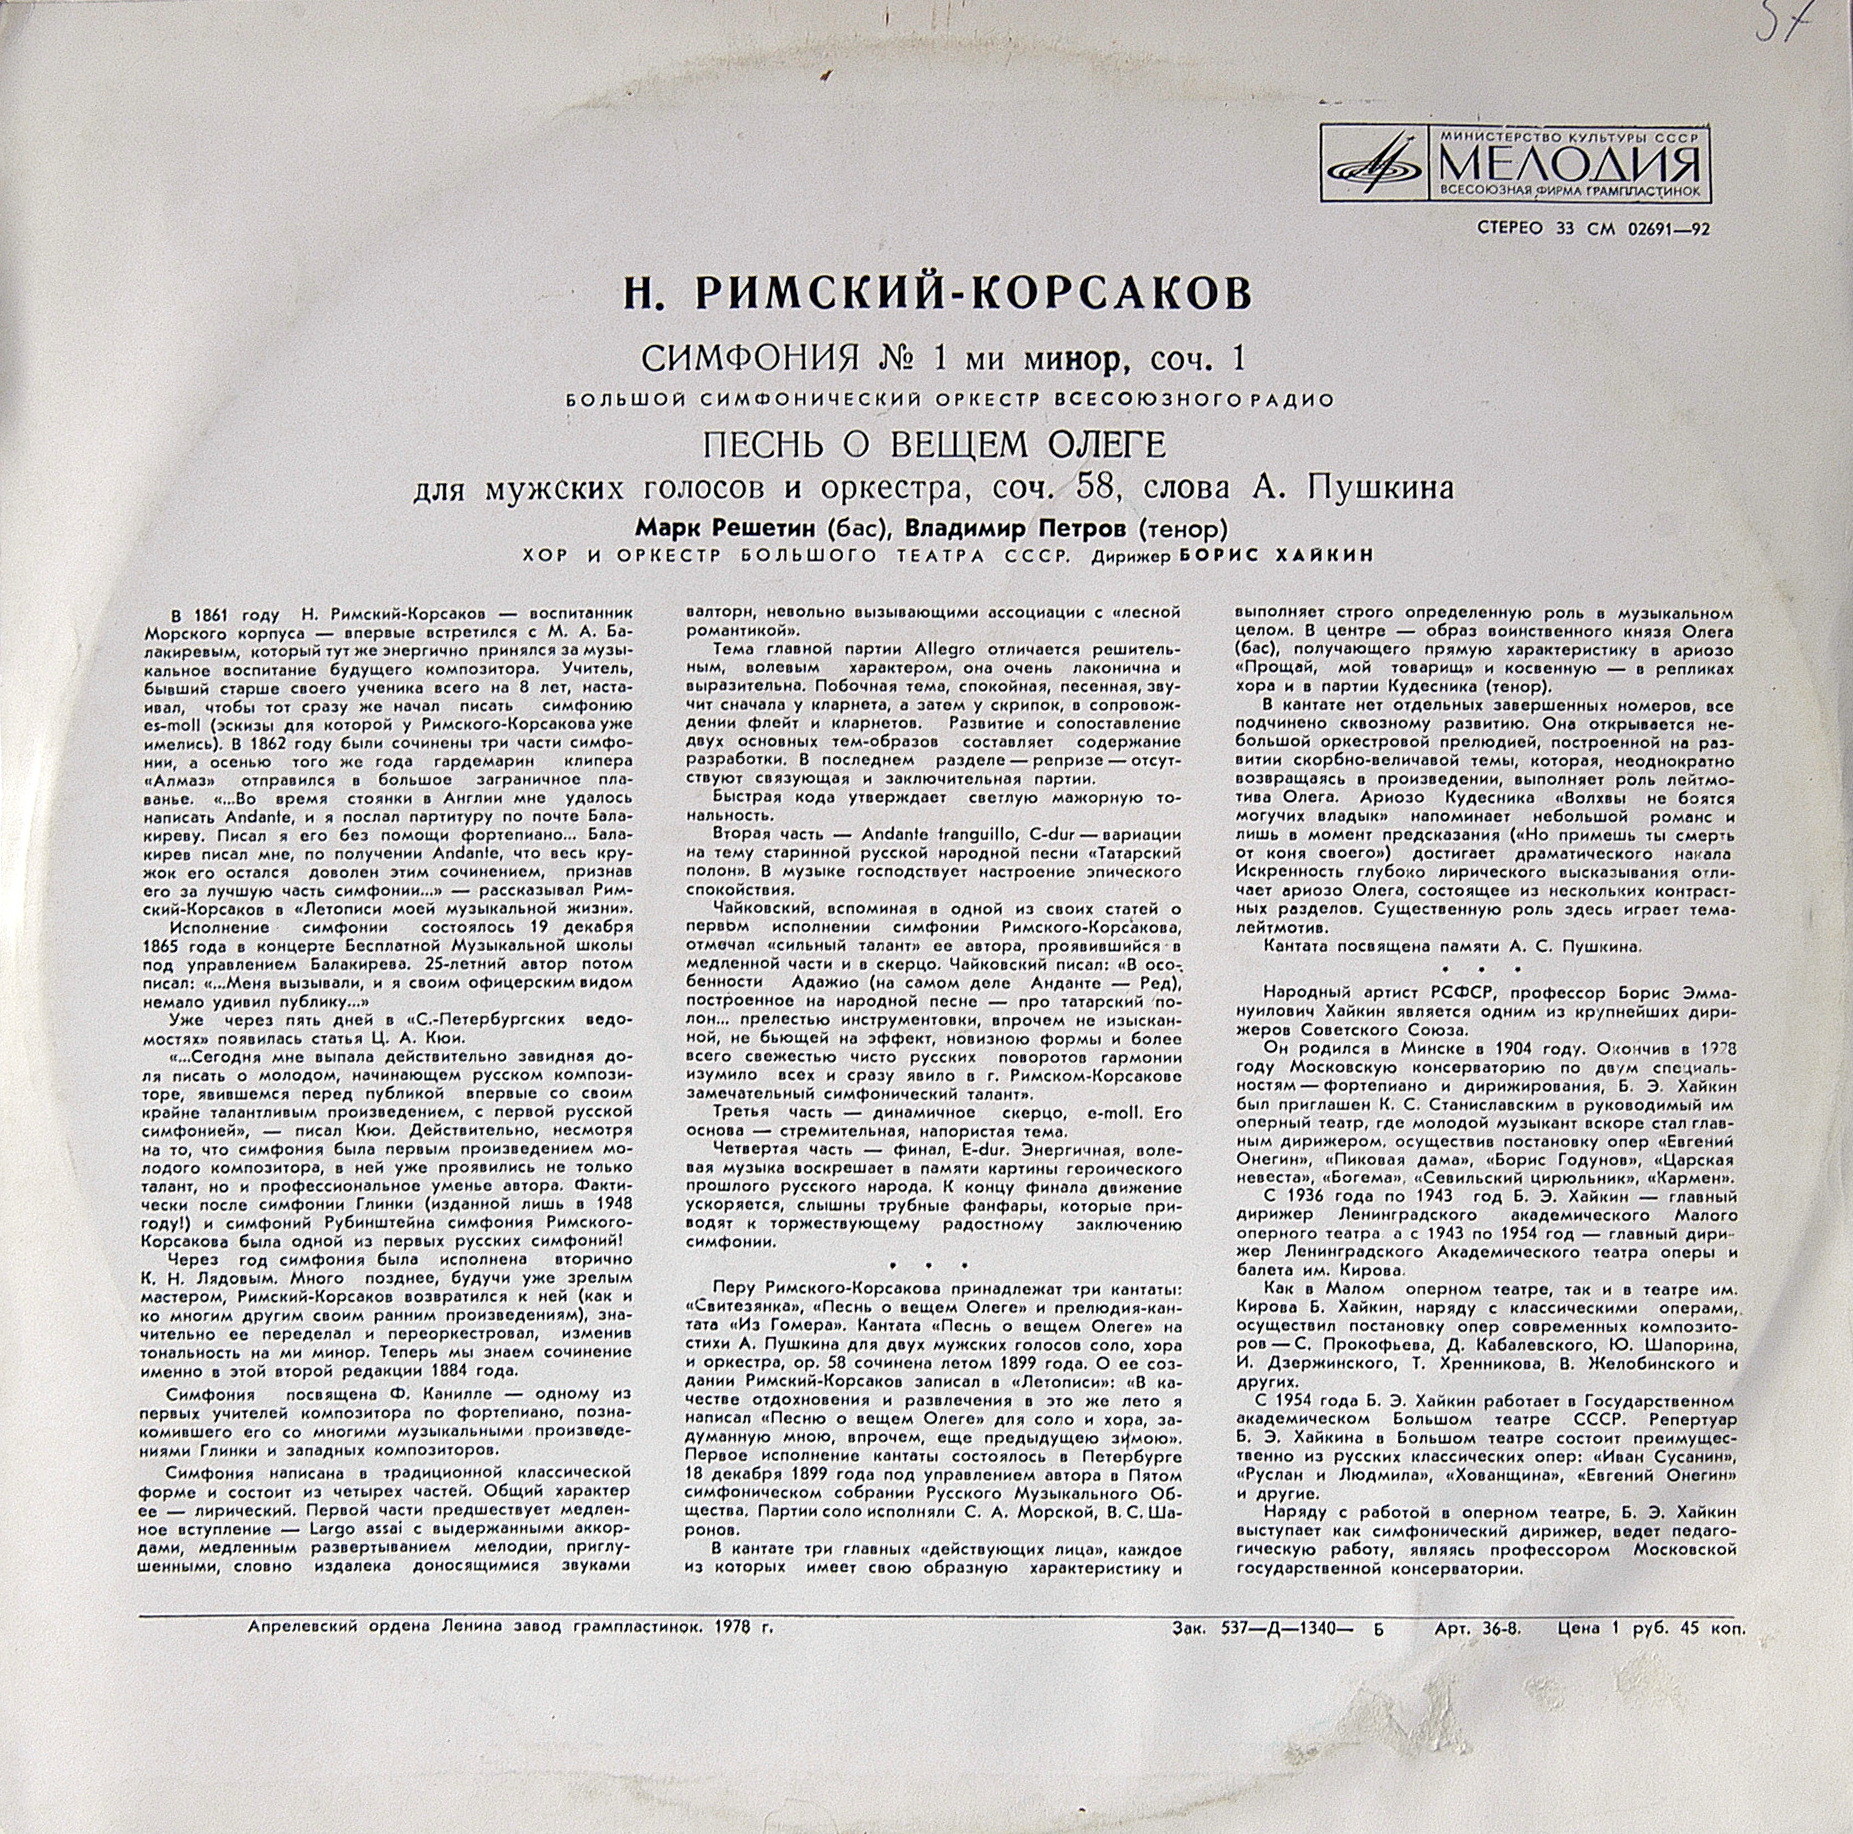 57
МИНИСТЕРСТВО КУЛЬТУРЫ СССР
МЕЛОДИЯ
ВСЕСОЮЗНАЯ ФИРМА ГРАМПЛАСТИНОК
СТЕРЕО 33 СМ 02691—92
Н. РИМСКИЙ-КОРСАКОВ
СИМФОНИЯ № 1 ми минор, соч. 1
БОЛЬШОЙ СИМФОНИЧЕСКИЙ ОРКЕСТР ВСЕСОЮЗНОГО РАДИО
ПЕСНЬ О ВЕЩЕМ ОЛЕГЕ
для мужских голосов и оркестра, соч. 58, слова А. Пушкина
Марк Решетин (бас), Владимир Петров (тенор)
ХОР И ОРКЕСТР БОЛЬШОГО ТЕАТРА СССР. Дирижер БОРИС ХАЙКИН
В 1861 году Н. Римский-Корсаков — воспитанник
Морского корпуса — впервые встретился с М. А. Ба-
лакиревым, который тут же энергично принялся за музы-
кальное воспитание будущего композитора. Учитель,
бывший старше своего ученика всего на 8 лет, наста-
ивал, чтобы тот сразу же начал писать симфонию
es-moll (эскизы для которой у Римского-Корсакова уже
имелись). В 1862 году были сочинены три части симфо-
нии, а осенью того же года гардемарин клипера
«Алмаз» отправился в большое заграничное пла-
ванье. «...Во время стоянки в Англии мне удалось
написать Andante, и я послал партитуру по почте Бала-
киреву. Писал я его без помощи фортепиано... Бала-
кирев писал мне, по получении Andante, что весь кру-
жок его остался доволен этим сочинением, признав
его за лучшую часть симфонии...» — рассказывал Рим-
ский-Корсаков в «Летописи моей музыкальной жизни».
Исполнение симфонии состоялось 19 декабря
1865 года в концерте Бесплатной Музыкальной школы
под управлением Балакирева. 25-летний автор потом
писал: «...Меня вызывали, и я своим офицерским видом
немало удивил публику...»
Уже через пять дней в «С.-Петербургских ведо-
мостях» появилась статья Ц. А. Кюи.
«...Сегодня мне выпала действительно завидная до-
ля писать о молодом, начинающем русском компози-
торе, явившемся перед публикой впервые со своим
крайне талантливым произведением, с первой русской
симфонией», — писал Кюи. Действительно, несмотря
на то, что симфония была первым произведением мо-
лодого композитора, в ней уже проявились не только
талант, но и профессиональное уменье автора. Факти-
чески после симфонии Глинки (изданной лишь в 1948
году!) и симфоний Рубинштейна симфония Римского-
Корсакова была одной из первых русских симфоний!
Через год симфония была исполнена вторично
К. Н. Лядовым. Много позднее, будучи уже зрелым
мастером, Римский-Корсаков возвратился к ней (как и
ко многим другим своим ранним произведениям), зна-
чительно ее переделал и переоркестровал, изменив
тональность на ми минор. Теперь мы знаем сочинение
именно в этой второй редакции 1884 года.
Симфония посвящена Ф. Канилле — одному из
первых учителей композитора по фортепиано, позна-
комившего его со многими музыкальными произведе-
ниями Глинки и западных композиторов.
Симфония написана в традиционной классической
форме и состоит из четырех частей. Общий характер
ее — лирический. Первой части предшествует медлен-
ное вступление — Largo assai с выдержанными аккор-
дами, медленным развертыванием мелодии, приглу-
шенными, словно издалека доносящимися звуками
валторн, невольно вызывающими ассоциации с «лесной
романтикой».
Тема главной партии Allegro отличается решитель-
ным, волевым характером, она очень лаконична и
выразительна. Побочная тема, спокойная, песенная, зву-
чит сначала у кларнета, а затем у скрипок, в сопровож-
дении флейт и кларнетов. Развитие и сопоставление
двух основных тем-образов составляет содержание
разработки. В последнем разделе — репризе — отсут-
ствуют связующая и заключительная партии.
Быстрая кода утверждает светлую мажорную то-
нальность.
Вторая часть — Andante tranguillo, C-dur — вариации
на тему старинной русской народной песни «Татарский
полон». В музыке господствует настроение эпического
спокойствия.
Чайковский, вспоминая в одной из своих статей о
первом исполнении симфонии Римского-Корсакова,
отмечал «сильный талант» ее автора, проявившийся в
медленной части и в скерцо. Чайковский писал: «В осо-
бенности Адажио (на самом деле Анданте — Ред),
построенное на народной песне — про татарский по-
лон... прелестью инструментовки, впрочем не изыскан-
ной, не бьющей на эффект, новизною формы и более
всего свежестью чисто русских поворотов гармонии
изумило всех и сразу явило в г. Римском-Корсакове
замечательный симфонический талант».
Третья часть — динамичное скерцо, e-moll. Его
основа — стремительная, напористая тема.
Четвертая часть — финал, E-dur. Энергичная, воле-
вая музыка воскрешает в памяти картины героического
прошлого русского народа. К концу финала движение
ускоряется, слышны трубные фанфары, которые при-
водят к торжествующему радостному заключению
симфонии.
• • •
Перу Римского-Корсакова принадлежат три кантаты:
«Свитезянка», «Песнь о вещем Олеге» и прелюдия-кан-
тата «Из Гомера». Кантата «Песнь о вещем Олеге» на
стихи А. Пушкина для двух мужских голосов соло, хора
и оркестра, ор. 58 сочинена летом 1899 года. О ее соз-
дании Римский-Корсаков записал в «Летописи»: «В ка-
честве отдохновения и развлечения в это же лето я
написал «Песню о вещем Олеге» для соло и хора, за-
думанную мною, впрочем, еще предыдущею зимою».
Первое исполнение кантаты состоялось в Петербурге
18 декабря 1899 года под управлением автора в Пятом
симфоническом собрании Русского Музыкального Об-
щества. Партии соло исполняли С. А. Морской, В. С. Ша-
ронов.
В кантате три главных «действующих лица», каждое
из которых имеет свою образную характеристику и
выполняет строго определенную роль в музыкальном
целом. В центре — образ воинственного князя Олега
(бас), получающего прямую характеристику в ариозо
«Прощай, мой товарищ» и косвенную — в репликах
хора и в партии Кудесника (тенор).
В кантате нет отдельных завершенных номеров, все
подчинено сквозному развитию. Она открывается не-
большой оркестровой прелюдией, построенной на раз-
витии скорбно-величавой темы, которая, неоднократно
возвращаясь в произведении, выполняет роль лейтмо-
тива Олега. Ариозо Кудесника «Волхвы не боятся
могучих владык» напоминает небольшой романс и
лишь в момент предсказания («Но примешь ты смерть
от коня своего») достигает драматического накала
Искренность глубоко лирического высказывания отли-
чает ариозо Олега, состоящее из нескольких контраст-
ных разделов. Существенную роль здесь играет тема-
лейтмотив.
Кантата посвящена памяти А. С. Пушкина.
• • •
Народный артист РСФСР, профессор Борис Эмма-
нуилович Хайкин является одним из крупнейших дири-
жеров Советского Союза.
Он родился в Минске в 1904 году. Окончив в 1928
году Московскую консерваторию по двум специаль-
ностям — фортепиано и дирижирования, Б. Э. Хайкин
был приглашен К. С. Станиславским в руководимый им
оперный театр, где молодой музыкант вскоре стал глав-
ным дирижером, осуществив постановку опер «Евгений
Онегин», «Пиковая дама», «Борис Годунов», «Царская
невеста», «Богема», «Севильский цирюльник», «Кармен».
С 1936 года по 1943 год Б. Э. Хайкин — главный
дирижер Ленинградского академического Малого
оперного театра а с 1943 по 1954 год — главный дири-
жер Ленинградского Академического театра оперы и
балета им. Кирова.
Как в Малом оперном театре, так и в театре им.
Кирова Б. Хайкин, наряду с классическими операми,
осуществил постановку опер современных композито-
ров — С. Прокофьева, Д. Кабалевского, Ю. Шапорина,
И. Дзержинского, Т. Хренникова, В. Желобинского и
других.
С 1954 года Б. Э. Хайкин работает в Государственном
академическом Большом театре СССР. Репертуар
Б. Э. Хайкина в Большом театре состоит преимущес-
твенно из русских классических опер: «Иван Сусанин»,
«Руслан и Людмила», «Хованщина», «Евгений Онегин»
и другие.
Наряду с работой в оперном театре, Б. Э. Хайкин
выступает как симфонический дирижер, ведет педаго-
гическую работу, являясь профессором Московской
государственной консерватории.
Апрелевский ордена Ленина завод грампластинок. 1978 г.
Зак. 537—Д—1340— Б Арт. 36-8. Цена 1 руб. 45 коп.